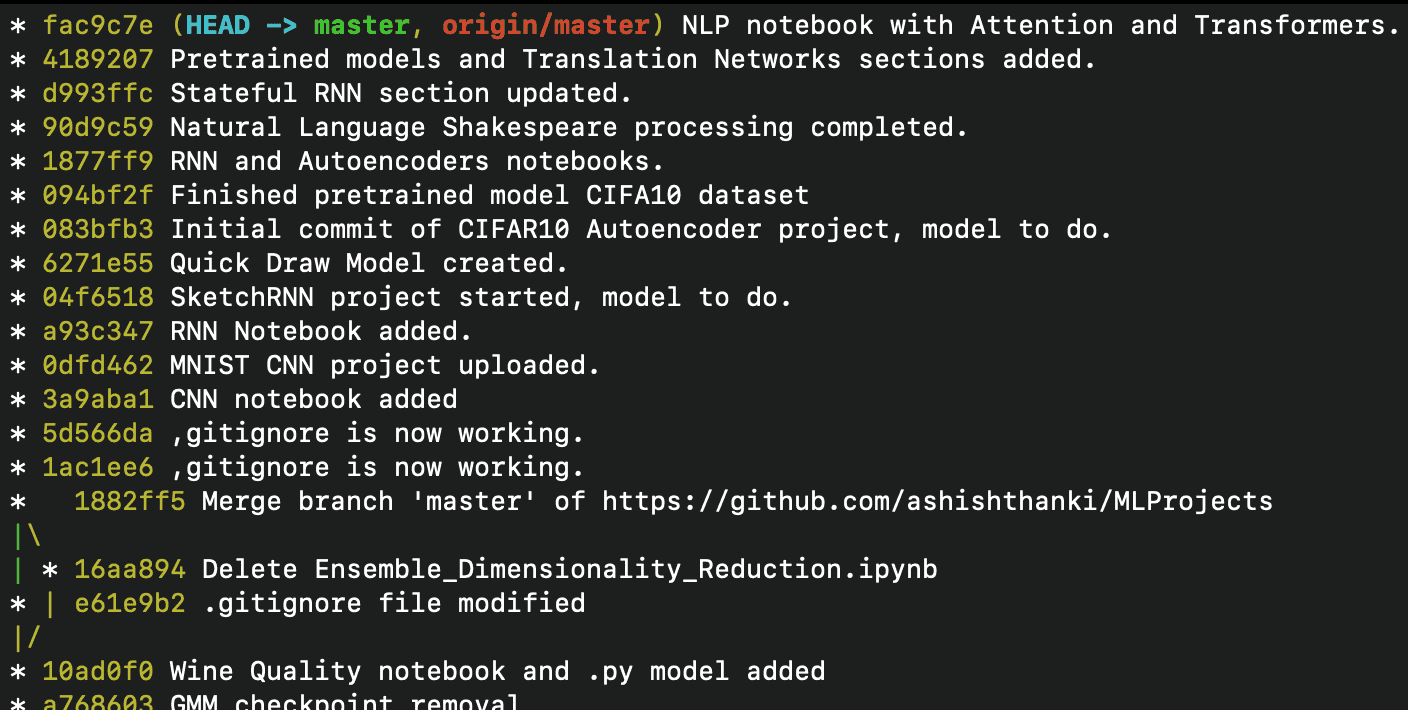 * fac9c7e (HEAD -> master, origin/master) NLP notebook with Attention and Transformers.
* 4189207 Pretrained models and Translation Networks sections added.
* d993ffc Stateful RNN section updated.
* 90d9c59 Natural Language Shakespeare processing completed.
* 1877ff9 RNN and Autoencoders notebooks.
* 094bf2f Finished pretrained model CIFA10 dataset
* 083bfb3 Initial commit of CIFAR10 Autoencoder project, model to do.
* 6271e55 Quick Draw Model created.
* 04f6518 SketchRNN project started, model to do.
* a93c347 RNN Notebook added.
* 0dfd462 MNIST CNN project uploaded.
* 3a9aba1 CNN notebook added
* 5d566da ,gitignore is now working.
* 1ac1ee6 ,gitignore is now working.
*   1882ff5 Merge branch 'master' of https://github.com/ashishthanki/MLProjects
|\
| * 16aa894 Delete Ensemble_Dimensionality_Reduction.ipynb
* | e61e9b2 .gitignore file modified
|/
* 10ad0f0 Wine Quality notebook and .py model added
* a768603 GMM checkpoint removal